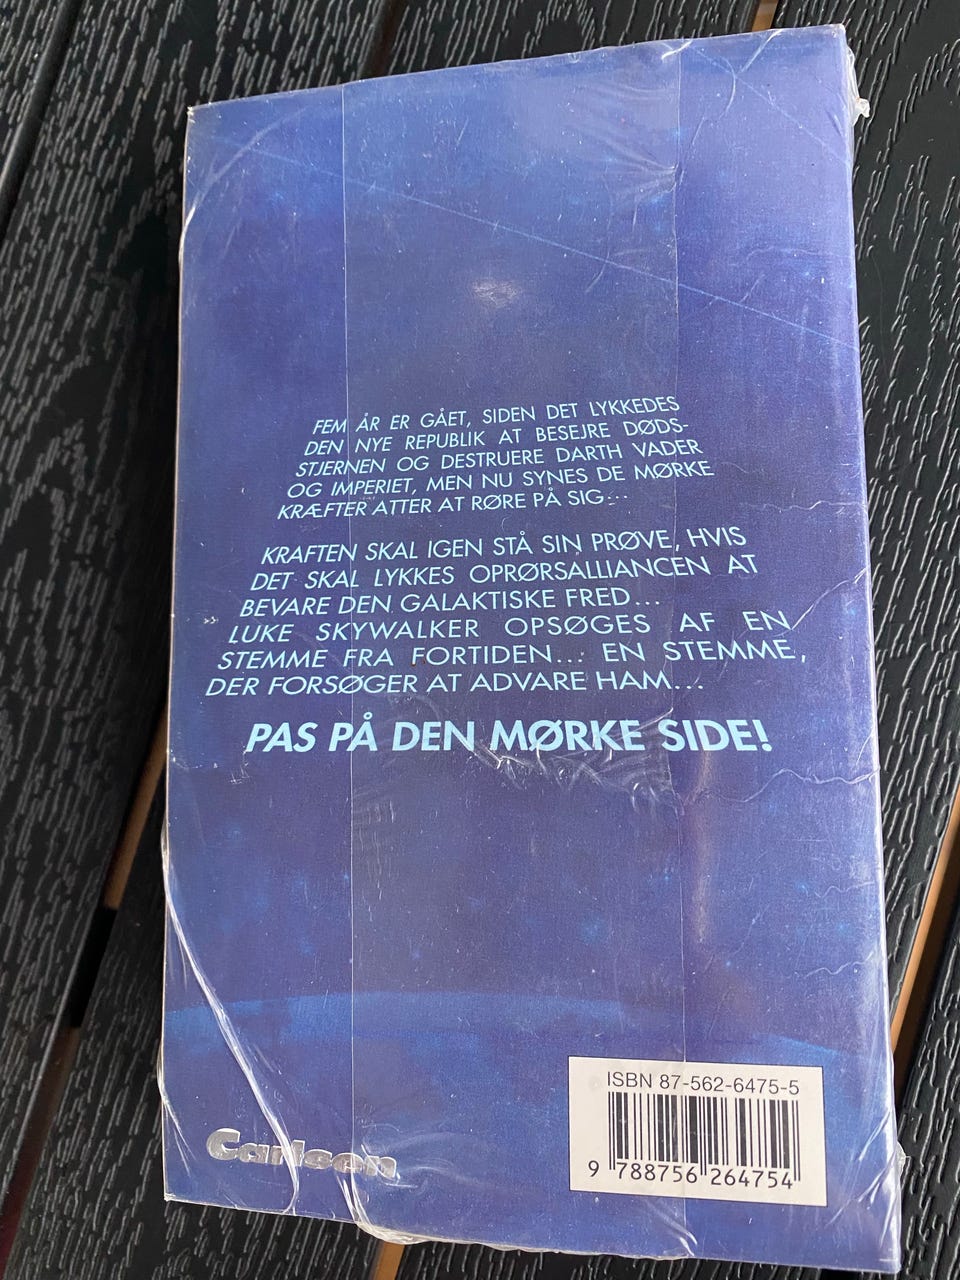 FEM ÅR ER GÅET, SIDEN DET LYKKEDES
DEN NYE REPUBLIK AT BESEJRE DØDS-
STJERNEN OG DESTRUERE DARTH VADER
OG IMPERIET, MEN NU SYNES DE MØRKE
KRÆFTER ATTER AT RØRE PÅ SIG...
KRAFTEN SKAL IGEN STÅ SIN PRØVE, HVIS
DET SKAL LYKKES OPRØRSALLIANCEN AT
BEVARE DEN GALAKTISKE FRED...
LUKE SKYWALKER OPSØGES AF EN
STEMME FRA FORTIDEN... EN STEMME,
DER FORSØGER AT ADVARE HAM...
PAS PÅ DEN MØRKE SIDE!
ISBN 87-562-6475-5
9 788756 264754
Carlsen